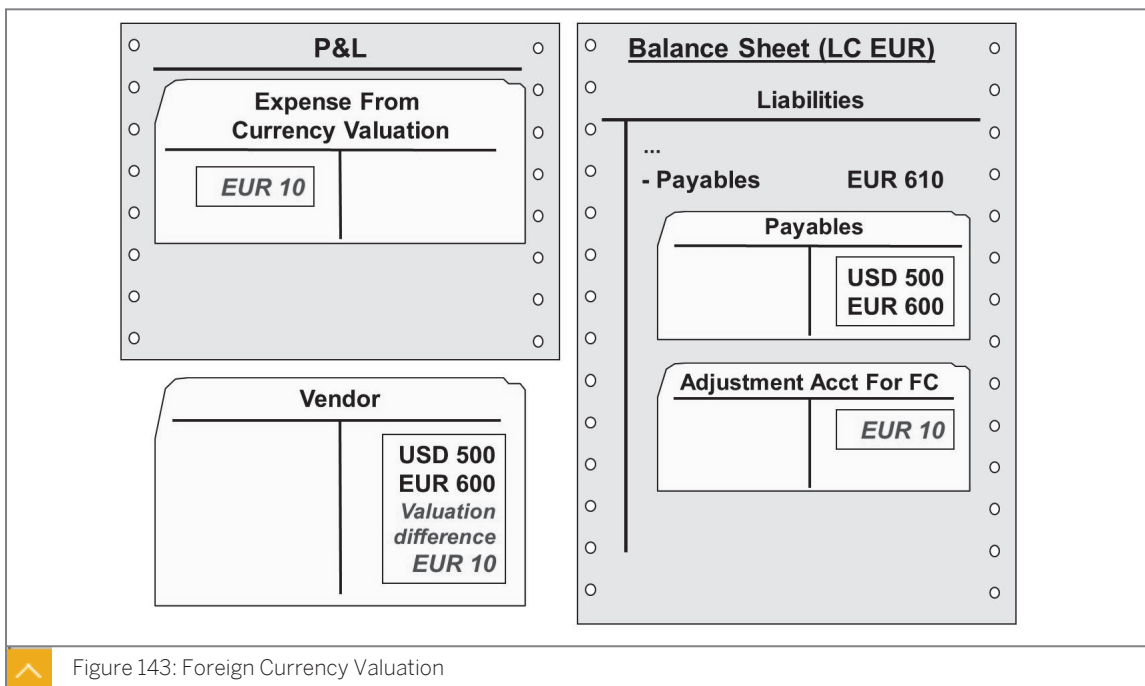 P&L
Expense From
Currency Valuation
EUR 10
Vendor
USD 500
EUR 600
Valuation
difference
EUR 10
Balance Sheet (LC EUR)
Liabilities
...
- Payables EUR 610
Payables
USD 500
EUR 600
Adjustment Acct For FC
EUR 10
Figure 143: Foreign Currency Valuation